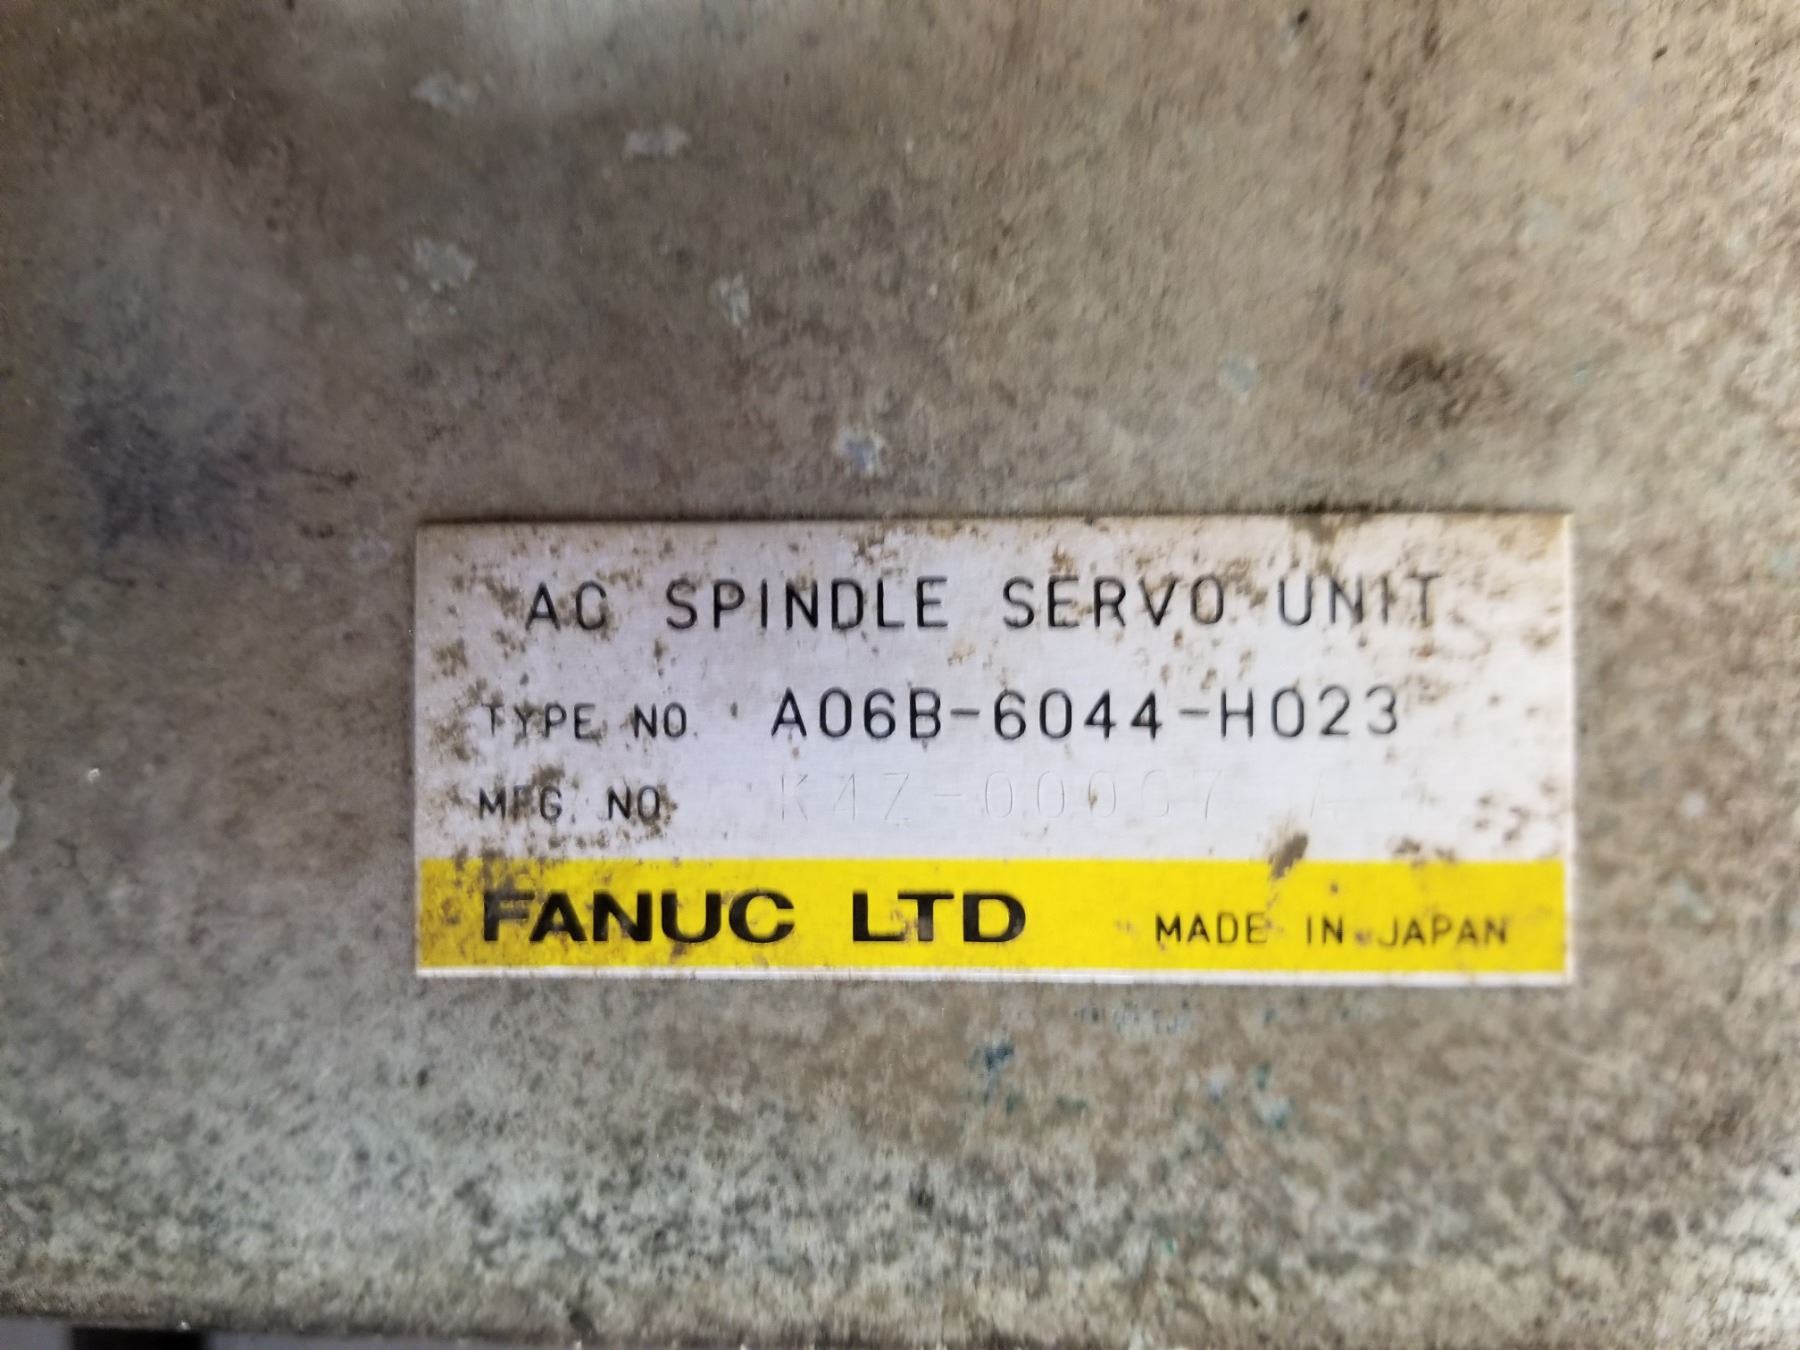 AC SPINDLE SERVO UNIT
TYPE NO. A06B-6044-H023
MFG. NO. A
FANUC LTD MADE IN JAPAN